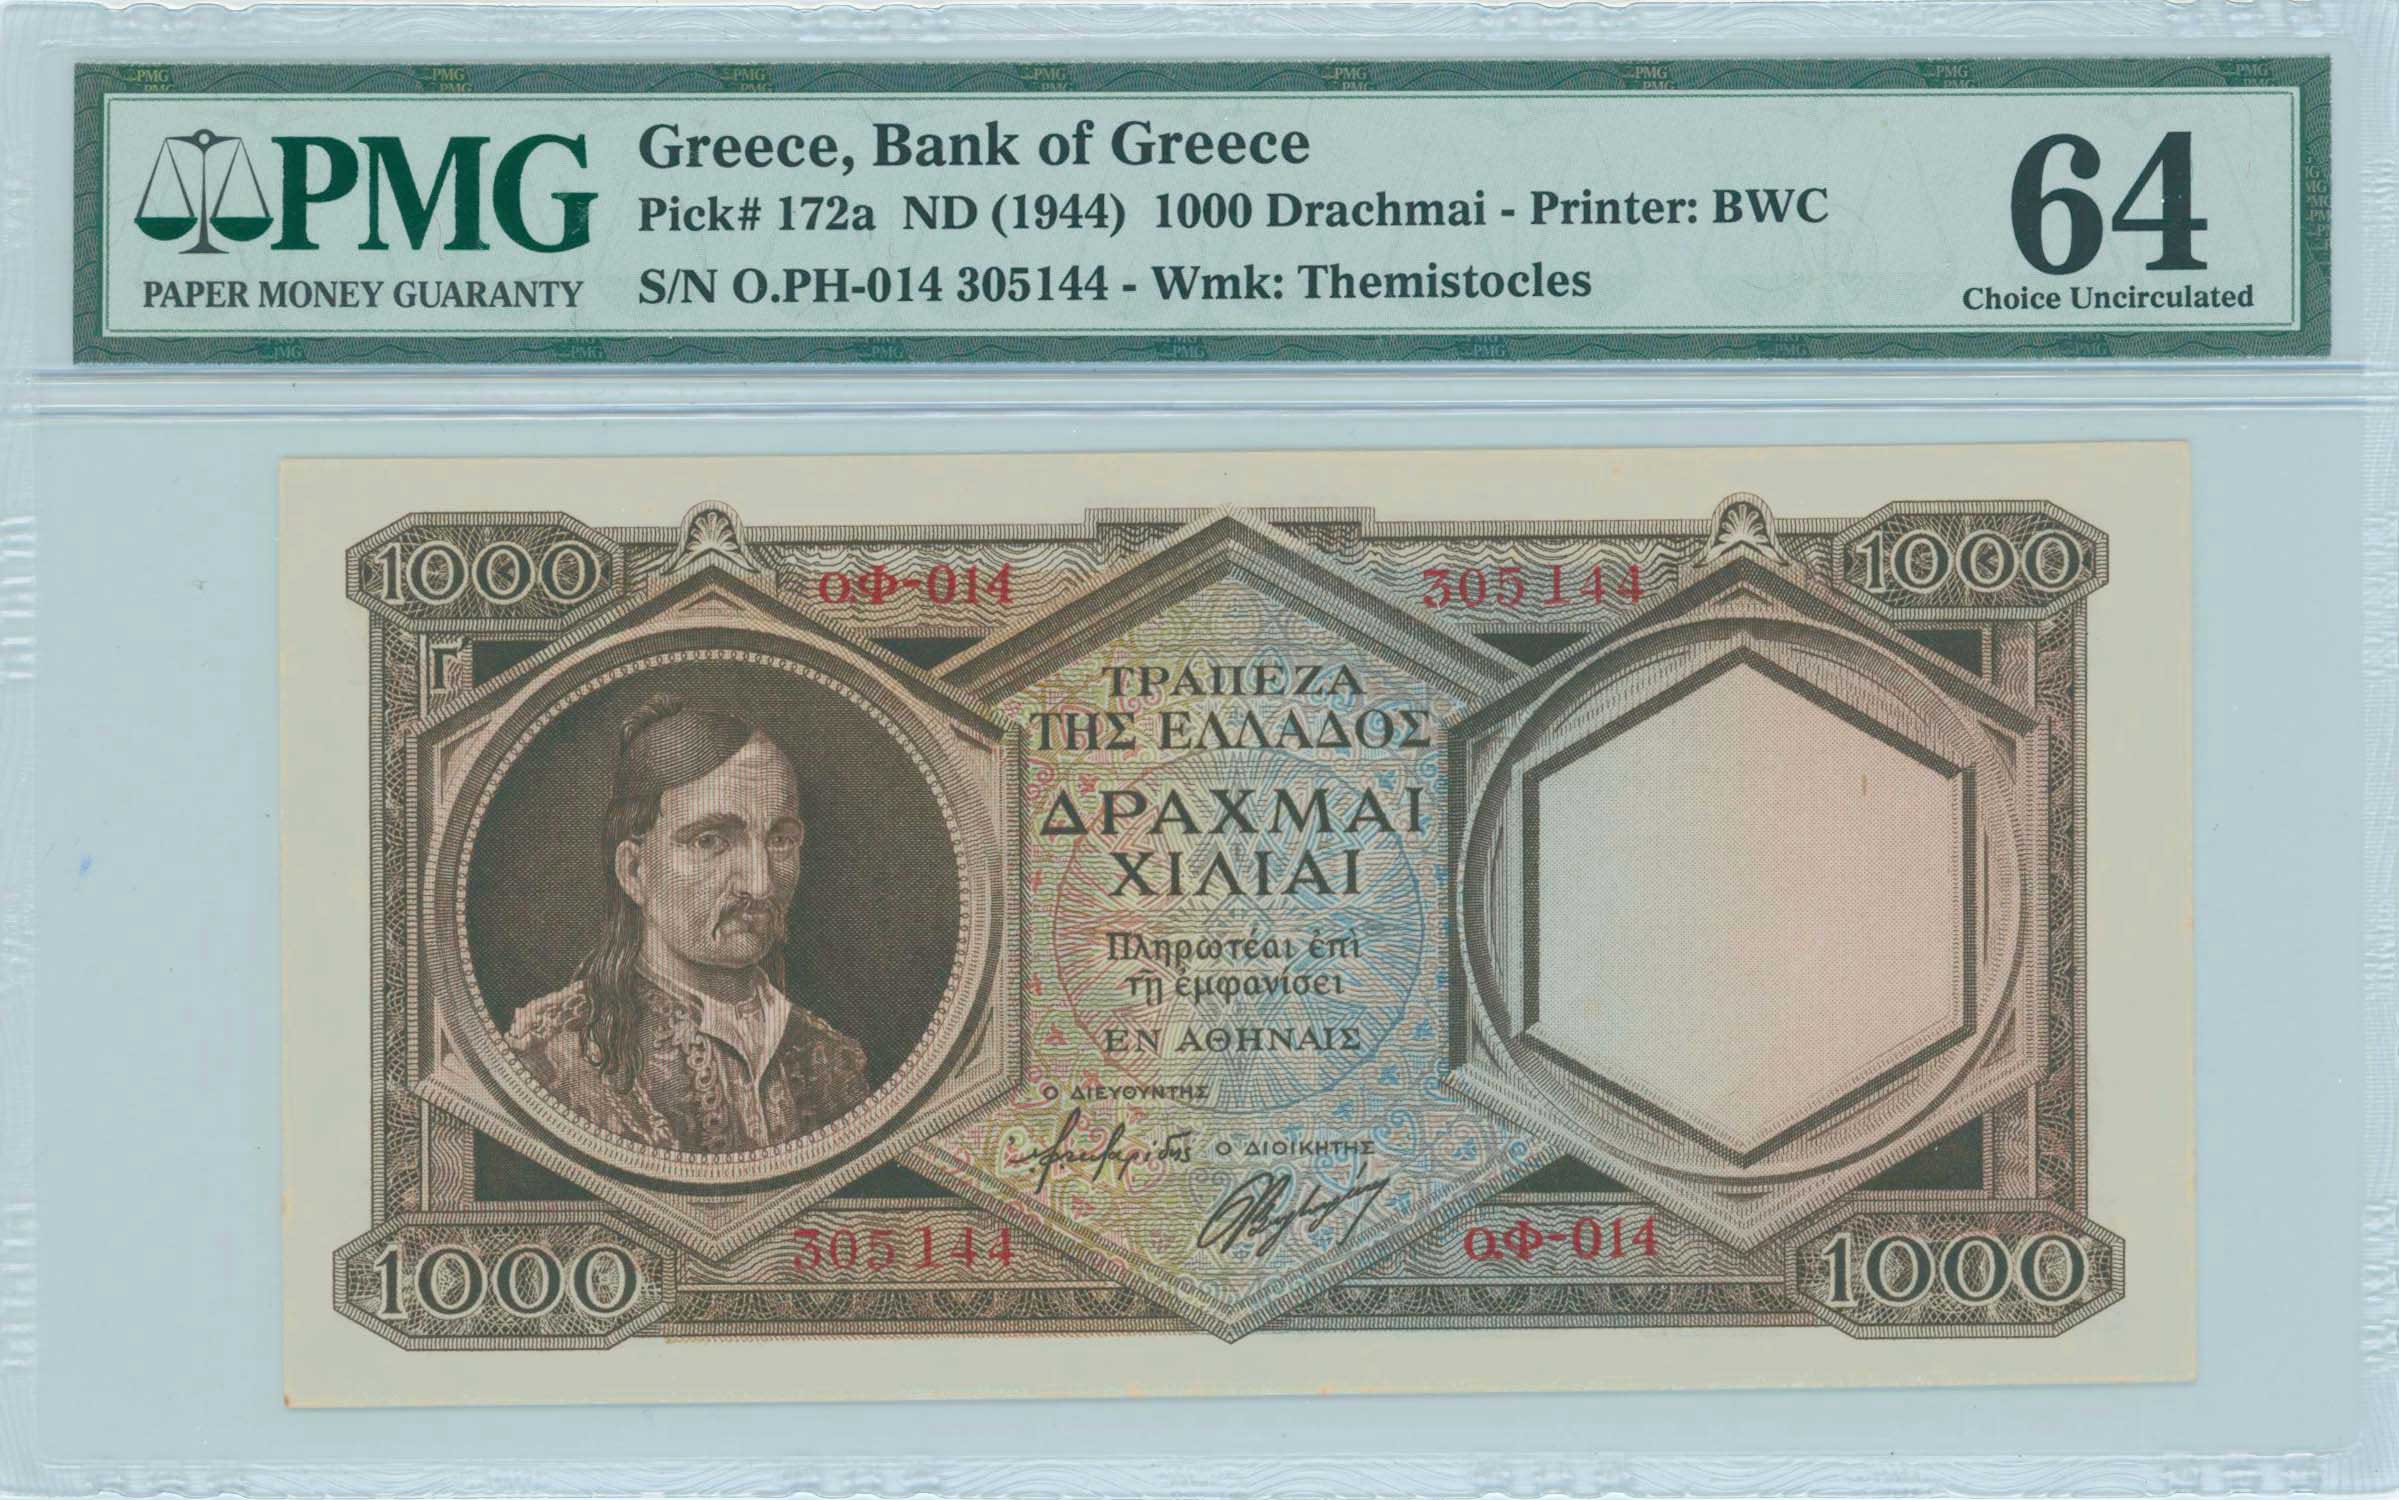 PMG
PAPER MONEY GUARANTY
Greece, Bank of Greece
Pick# 172a ND (1944) 1000 Drachmai - Printer: BWC
S/N O.PH-014 305144 - Wmk: Themistocles
64
Choice Uncirculated
1000
1000
ο.Φ-014
305144
Γ
ΤΡΑΠΕΖΑ
ΤΗΣ ΕΛΛΑΔΟΣ
ΔΡΑΧΜΑΙ
ΧΙΛΙΑΙ
Πληρωτέαι ἐπὶ
τῇ ἐμφανίσει
ΕΝ ΑΘΗΝΑΙΣ
Ο ΔΙΕΥΘΥΝΤΗΣ
Ο ΔΙΟΙΚΗΤΗΣ
305144
ο.Φ-014
1000
1000